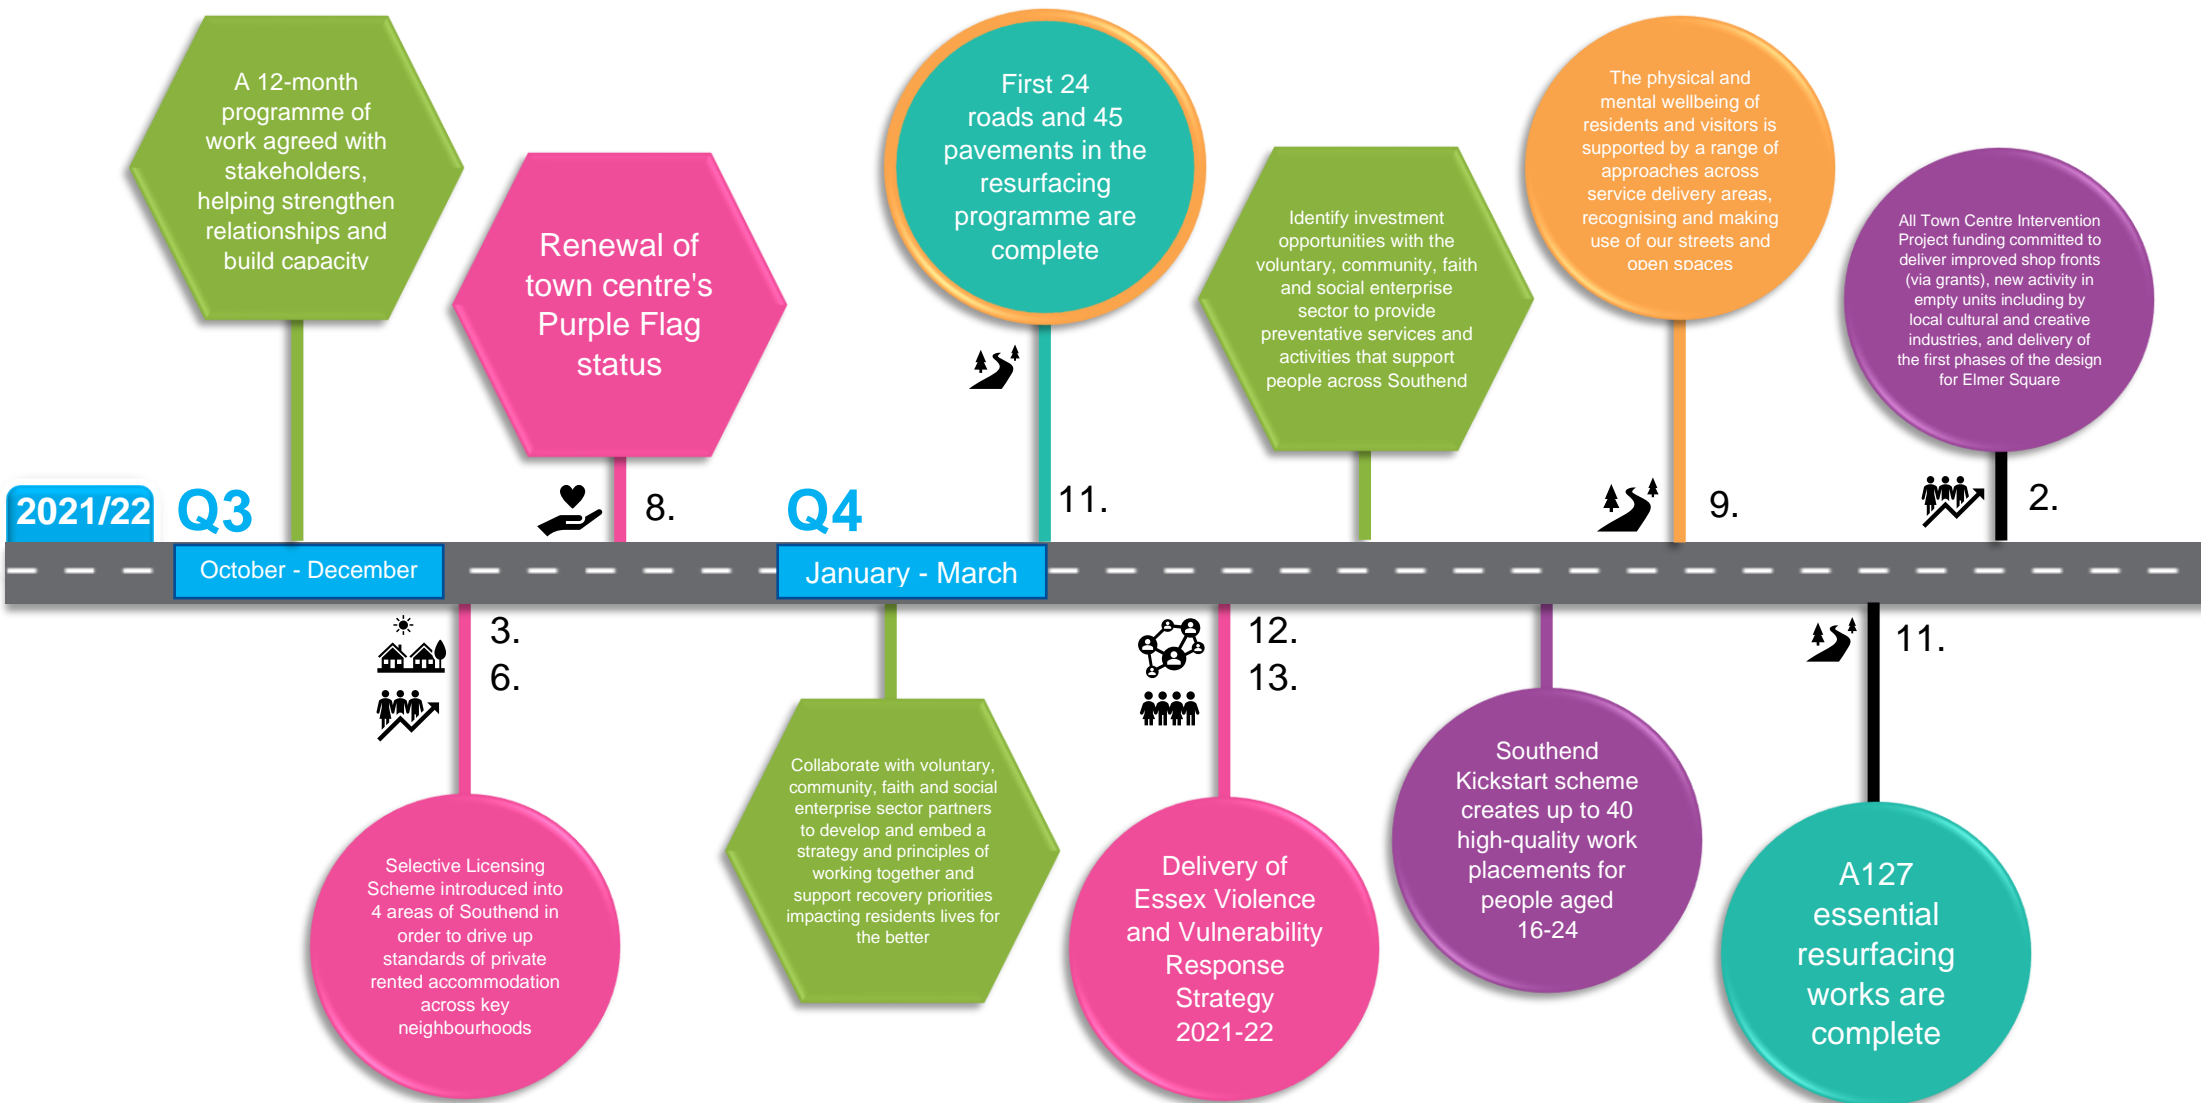 A 12-month
programme of
work agreed with
stakeholders,
helping strengthen
relationships and
build capacity
Renewal of
town centre's
Purple Flag
status
First 24
roads and 45
pavements in the
resurfacing
programme are
complete
Identify investment
opportunities with the
voluntary, community, faith
and social enterprise
sector to provide
preventative services and
activities that support
people across Southend
The physical and
mental wellbeing of
residents and visitors is
supported by a range of
approaches across
service delivery areas,
recognising and making
use of our streets and
open spaces
All Town Centre Intervention
Project funding committed to
deliver improved shop fronts
(via grants), new activity in
empty units including by
local cultural and creative
industries, and delivery of
the first phases of the design
for Elmer Square
2021/22
Q3
8.
Q4
11.
9.
2.
October - December
January - March
3.
6.
12.
13.
11.
Selective Licensing
Scheme introduced into
4 areas of Southend in
order to drive up
standards of private
rented accommodation
across key
neighbourhoods
Collaborate with voluntary,
community, faith and social
enterprise sector partners
to develop and embed a
strategy and principles of
working together and
support recovery priorities
impacting residents lives for
the better
Delivery of
Essex Violence
and Vulnerability
Response
Strategy
2021-22
Southend
Kickstart scheme
creates up to 40
high-quality work
placements for
people aged
16-24
A127
essential
resurfacing
works are
complete